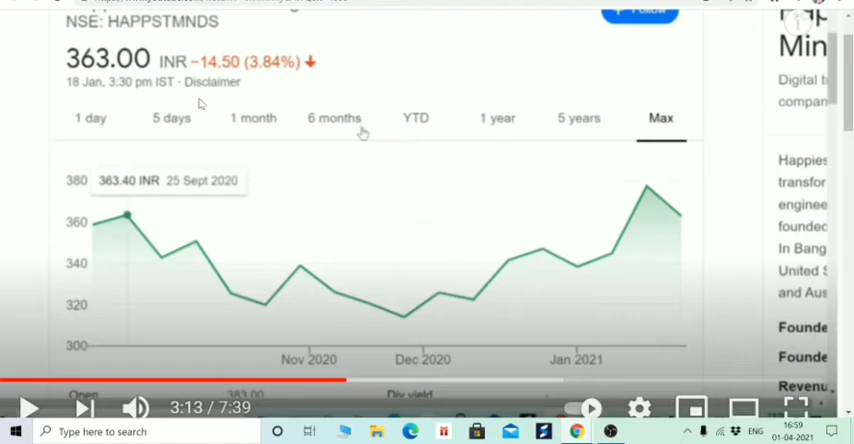 NSE: HAPPSTMNDS
Follow
363.00 INR −14.50 (3.84%)
18 Jan, 3:30 pm IST · Disclaimer
1 day 5 days 1 month 6 months YTD 1 year 5 years Max
363.40 INR 25 Sept 2020
380
360
340
320
300
Nov 2020 Dec 2020 Jan 2021
Open 383.00 Div yield
Min
Digital t
compan
Happies
transfor
enginee
founded
In Bang
United S
and Aus
Founde
Founde
Revenu
3:13 / 7:39
Type here to search
ENG
16:59
01-04-2021